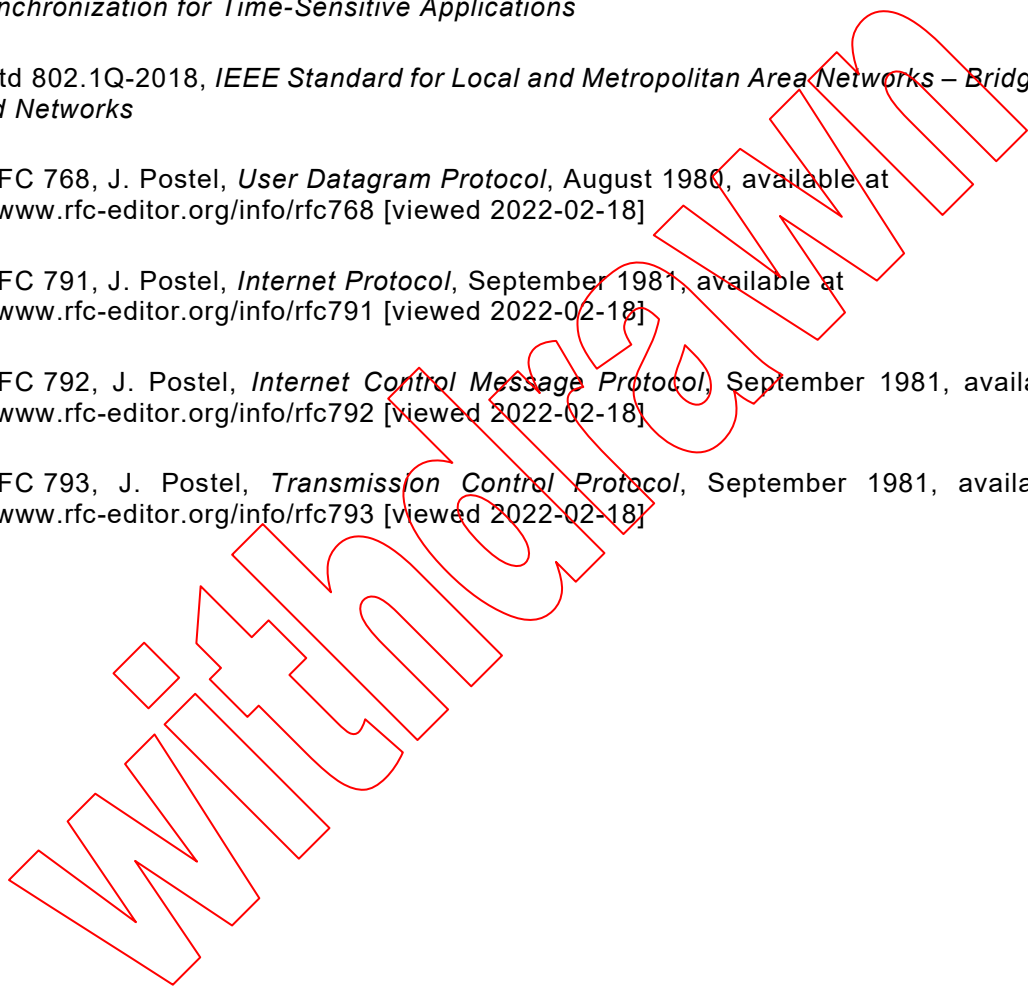 nchronization for Time-Sensitive Applications
td 802.1Q-2018, IEEE Standard for Local and Metropolitan Area Networks – Bridg
d Networks
FC 768, J. Postel, User Datagram Protocol, August 1980, available at
www.rfc-editor.org/info/rfc768 [viewed 2022-02-18]
FC 791, J. Postel, Internet Protocol, September 1981, available at
www.rfc-editor.org/info/rfc791 [viewed 2022-02-18]
FC 792, J. Postel, Internet Control Message Protocol, September 1981, availa
www.rfc-editor.org/info/rfc792 [viewed 2022-02-18]
FC 793, J. Postel, Transmission Control Protocol, September 1981, availa
www.rfc-editor.org/info/rfc793 [viewed 2022-02-18]
withdrawn